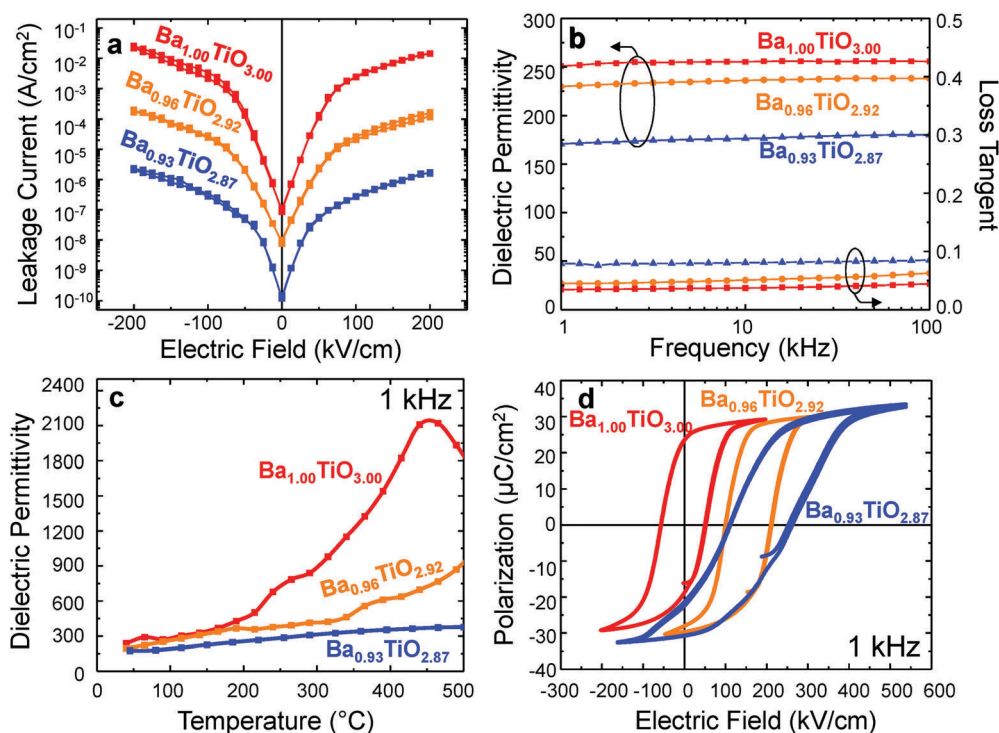 a
Leakage Current (A/cm²)
10⁻¹
10⁻²
10⁻³
10⁻⁴
10⁻⁵
10⁻⁶
10⁻⁷
10⁻⁸
10⁻⁹
10⁻¹⁰
Ba₁.₀₀TiO₃.₀₀
Ba₀.₉₆TiO₂.₉₂
Ba₀.₉₃TiO₂.₈₇
-200 -100 0 100 200
Electric Field (kV/cm)
b
Dielectric Permittivity
300
250
200
150
100
50
0
Ba₁.₀₀TiO₃.₀₀
Ba₀.₉₆TiO₂.₉₂
Ba₀.₉₃TiO₂.₈₇
0.5
0.4
0.3
0.2
0.1
0.0
Loss Tangent
1 10 100
Frequency (kHz)
c
1 kHz
Dielectric Permittivity
2400
2100
1800
1500
1200
900
600
300
0
Ba₁.₀₀TiO₃.₀₀
Ba₀.₉₆TiO₂.₉₂
Ba₀.₉₃TiO₂.₈₇
0 100 200 300 400 500
Temperature (°C)
d
Polarization (µC/cm²)
40
30
20
10
0
-10
-20
-30
-40
Ba₁.₀₀TiO₃.₀₀
Ba₀.₉₆TiO₂.₉₂
Ba₀.₉₃TiO₂.₈₇
1 kHz
-300 -200 -100 0 100 200 300 400 500 600
Electric Field (kV/cm)